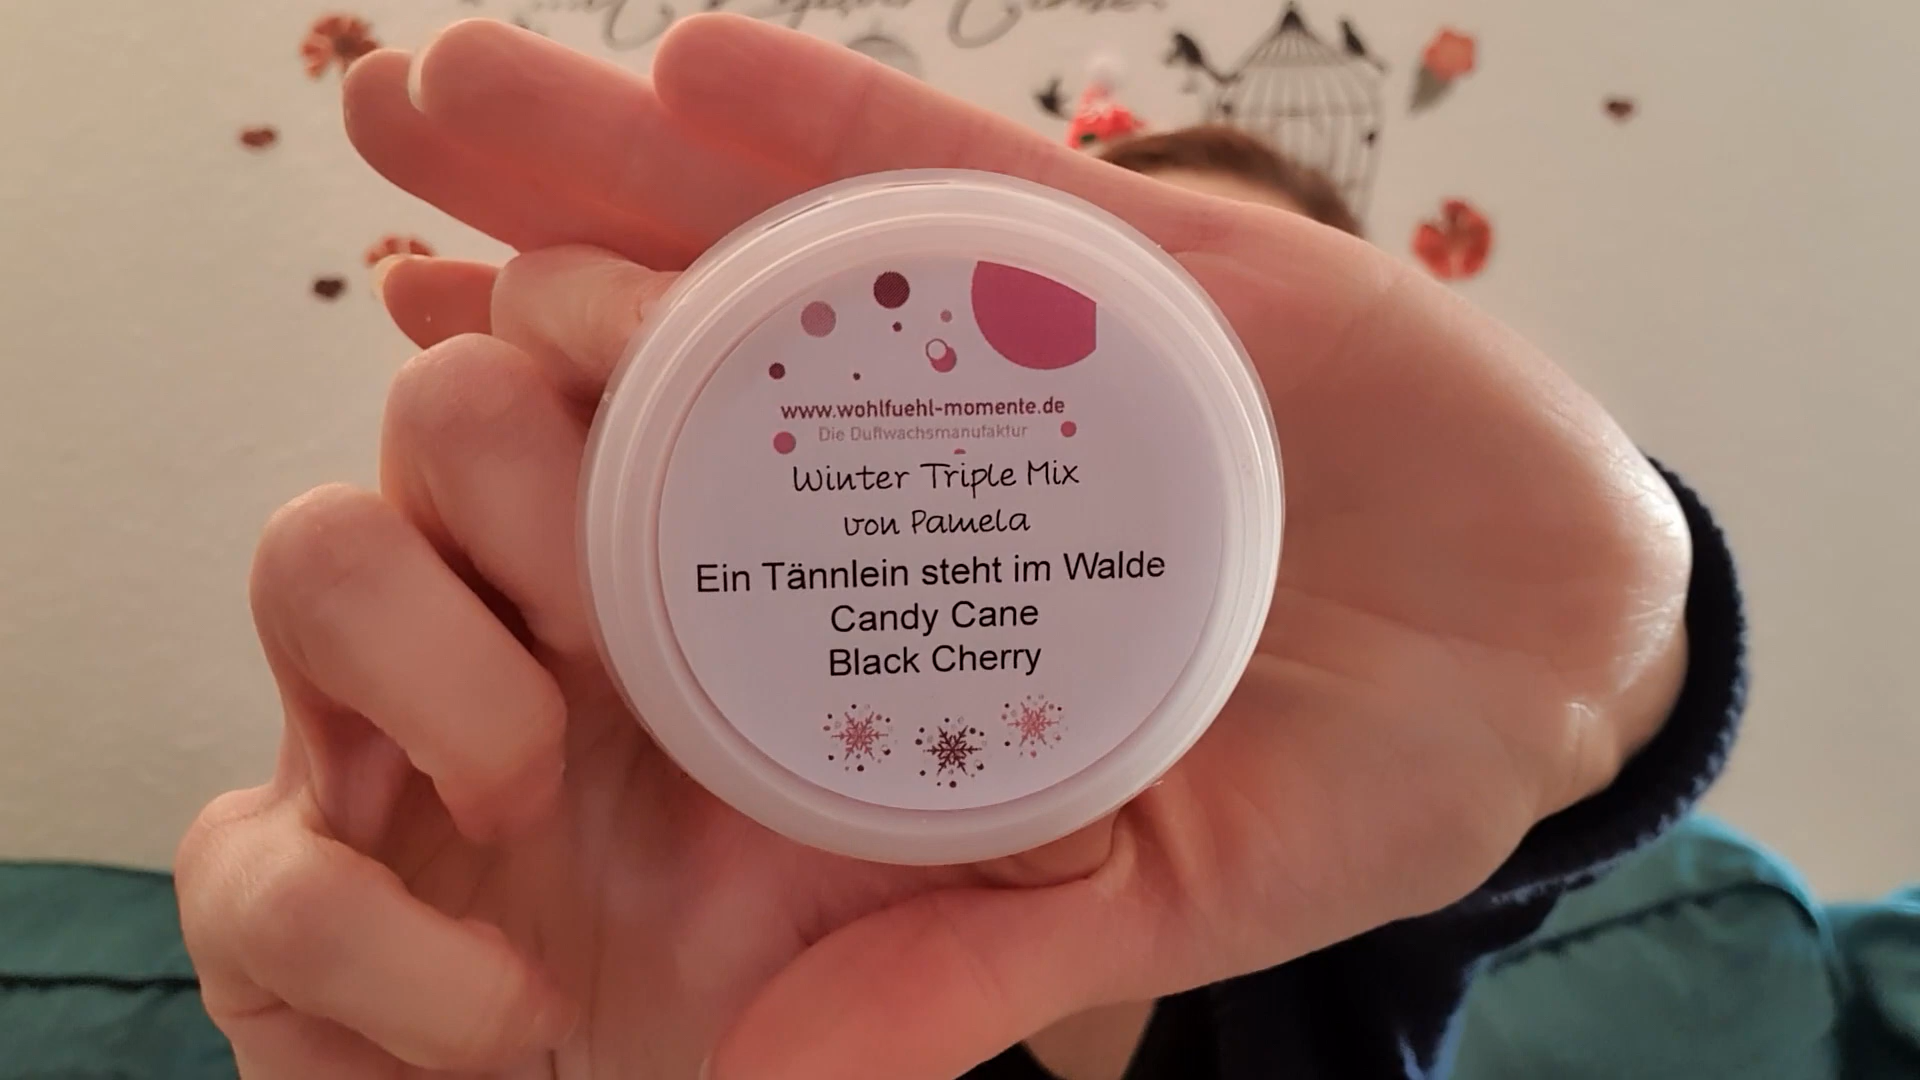 www.wohlfuehl-momente.de
Die Duftwachsmanufaktur
Winter Triple Mix
von Pamela
Ein Tännlein steht im Walde
Candy Cane
Black Cherry